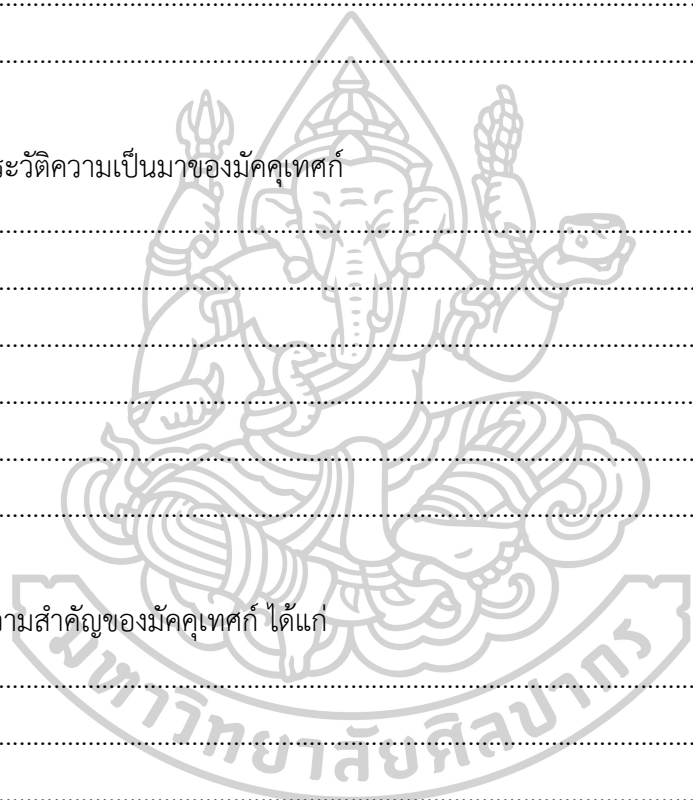 ระวัติความเป็นมาของมัคคุเทศก์
ามสำคัญของมัคคุเทศก์ ได้แก่
มหาวิทยาลัยศิลปากร